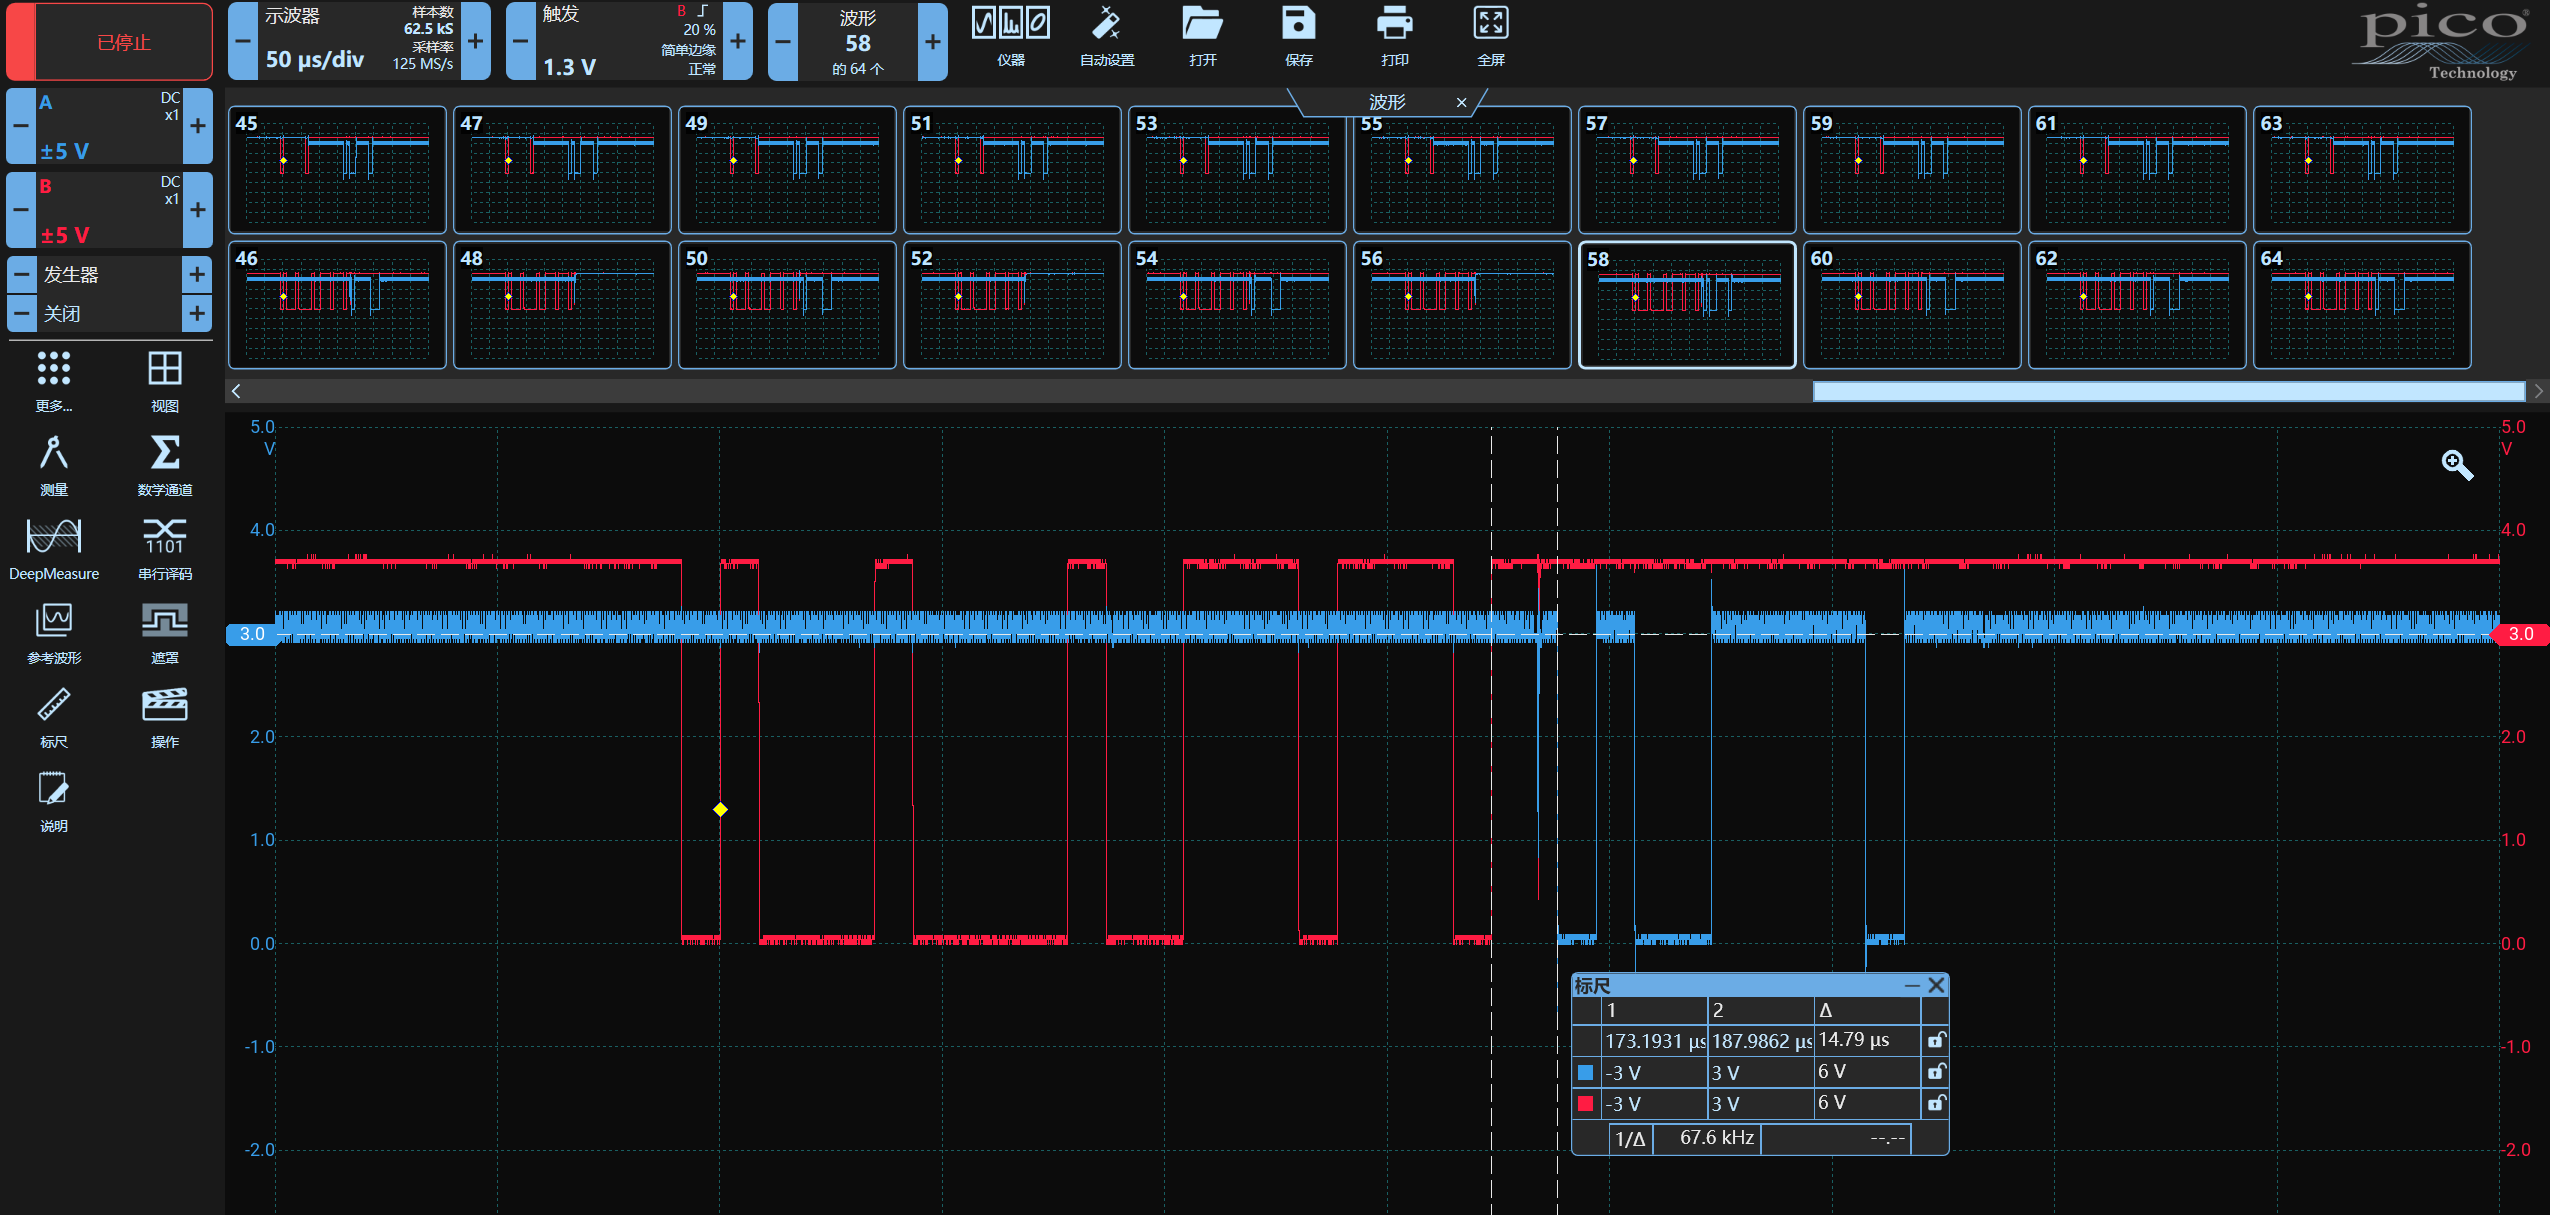 已停止
示波器
50 µs/div
样本数
62.5 kS
采样率
125 MS/s
触发
1.3 V
B
20 %
简单边缘
正常
波形
58
的 64 个
仪器
自动设置
打开
保存
打印
全屏
pico®
Technology
A
DC
x1
±5 V
B
DC
x1
±5 V
发生器
关闭
更多...
视图
测量
数学通道
DeepMeasure
1101
串行译码
参考波形
遮罩
标尺
操作
说明
波形 ×
45 47 49 51 53 55 57 59 61 63
46 48 50 52 54 56 58 60 62 64
5.0
V
4.0
3.0
2.0
1.0
0.0
-1.0
-2.0
5.0
V
4.0
3.0
2.0
1.0
0.0
-1.0
-2.0
标尺
1 2 Δ
173.1931 µs 187.9862 µs 14.79 µs
-3 V 3 V 6 V
-3 V 3 V 6 V
1/Δ 67.6 kHz --.--